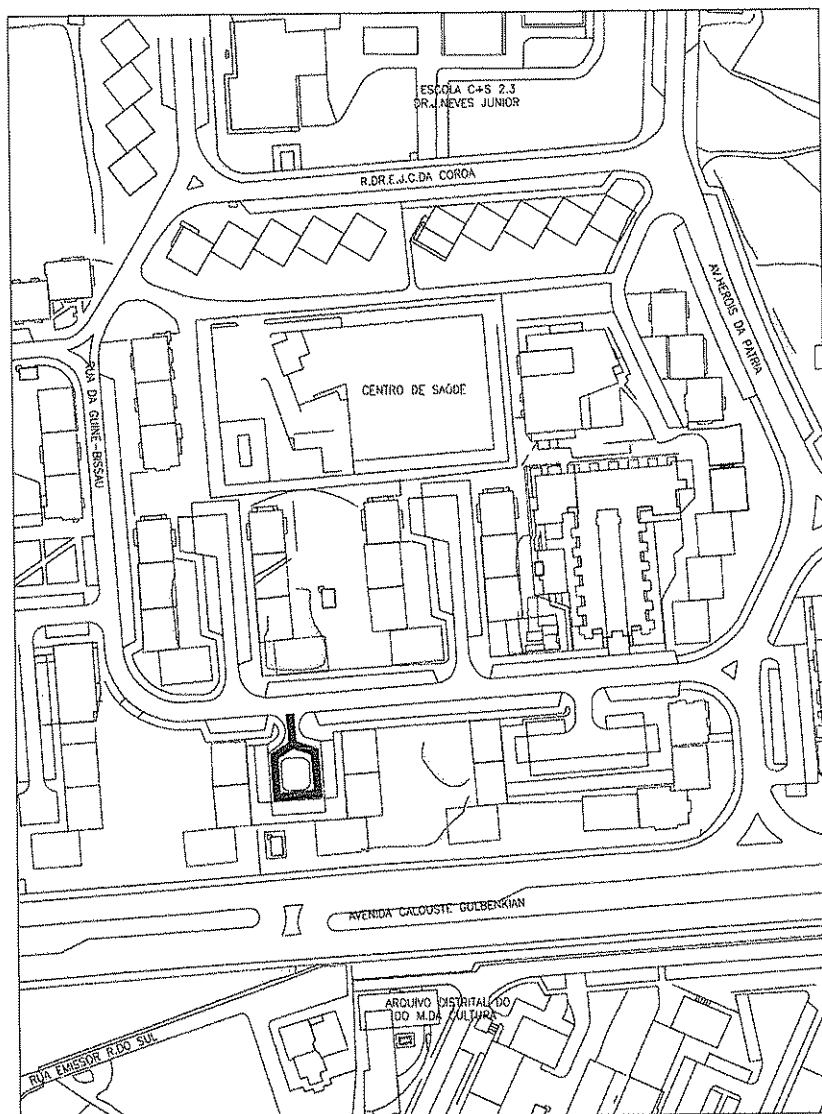 ESCOLA C+S 2.3
DR.J.NEVES JUNIOR
R.DR.E.J.C.DA COROA
AV.HEROIS DA PATRIA
RUA DA GUINE-BISSAU
CENTRO DE SAÚDE
AVENIDA CALOUSTE GULBENKIAN
ARQUIVO DISTRITAL DO
DO M.DA CULTURA
RUA EMISSOR R.DO SUL